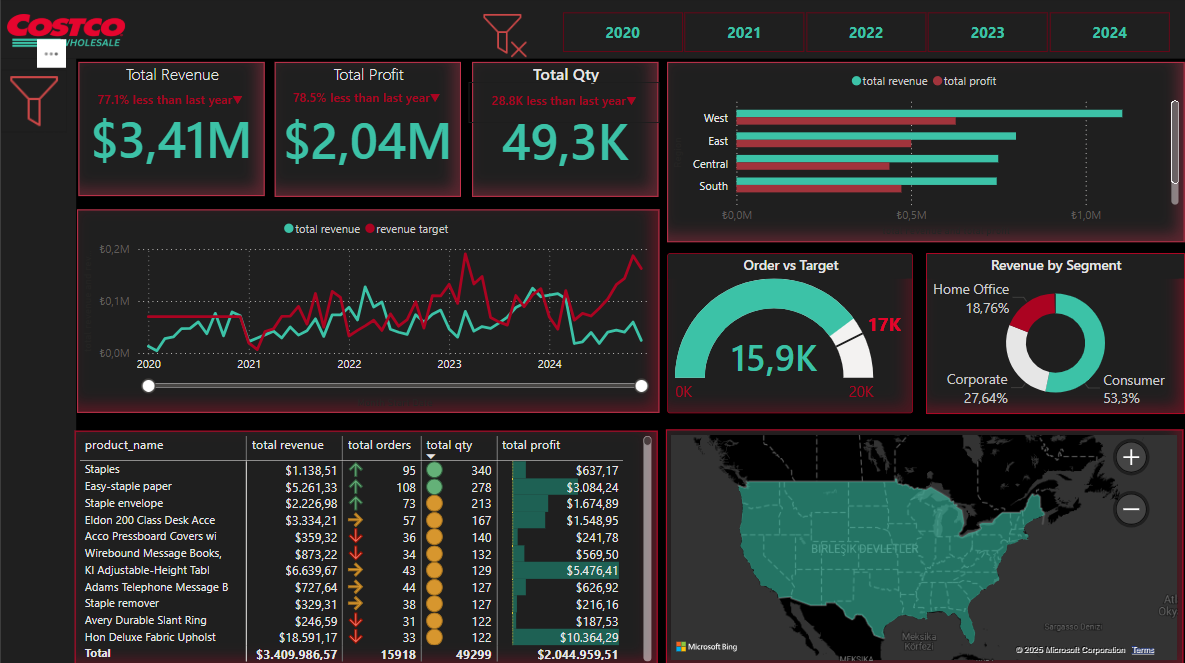 COSTCO
WHOLESALE
2020
2021
2022
2023
2024
Total Revenue
77.1% less than last year▼
$3,41M
Total Profit
78.5% less than last year▼
$2,04M
Total Qty
28.8K less than last year▼
49,3K
total revenue total profit
West
East
Central
South
₺0,0M ₺0,5M ₺1,0M
total revenue revenue target
₺0,2M
₺0,1M
₺0,0M
2020 2021 2022 2023 2024
Order vs Target
17K
15,9K
0K 20K
Revenue by Segment
Home Office
18,76%
Corporate
27,64%
Consumer
53,3%
product_name total revenue total orders total qty total profit
Staples $1.138,51 95 340 $637,17
Easy-staple paper $5.261,33 108 278 $3.084,24
Staple envelope $2.226,98 73 213 $1.674,89
Eldon 200 Class Desk Acce $3.334,21 57 167 $1.548,95
Acco Pressboard Covers wi $359,32 36 140 $241,78
Wirebound Message Books, $873,22 34 132 $569,50
KI Adjustable-Height Tabl $6.639,67 43 129 $5.476,41
Adams Telephone Message B $727,64 44 127 $626,92
Staple remover $329,31 38 127 $216,16
Avery Durable Slant Ring $246,59 31 122 $187,53
Hon Deluxe Fabric Upholst $18.591,17 33 122 $10.364,29
Total $3.409.986,57 15918 49299 $2.044.959,51
BİRLEŞİK DEVLETLER
Meksika
Körfezi
MEKSİKA
Sargasso Denizi
Atl
Oky
Microsoft Bing
© 2025 Microsoft Corporation Terms